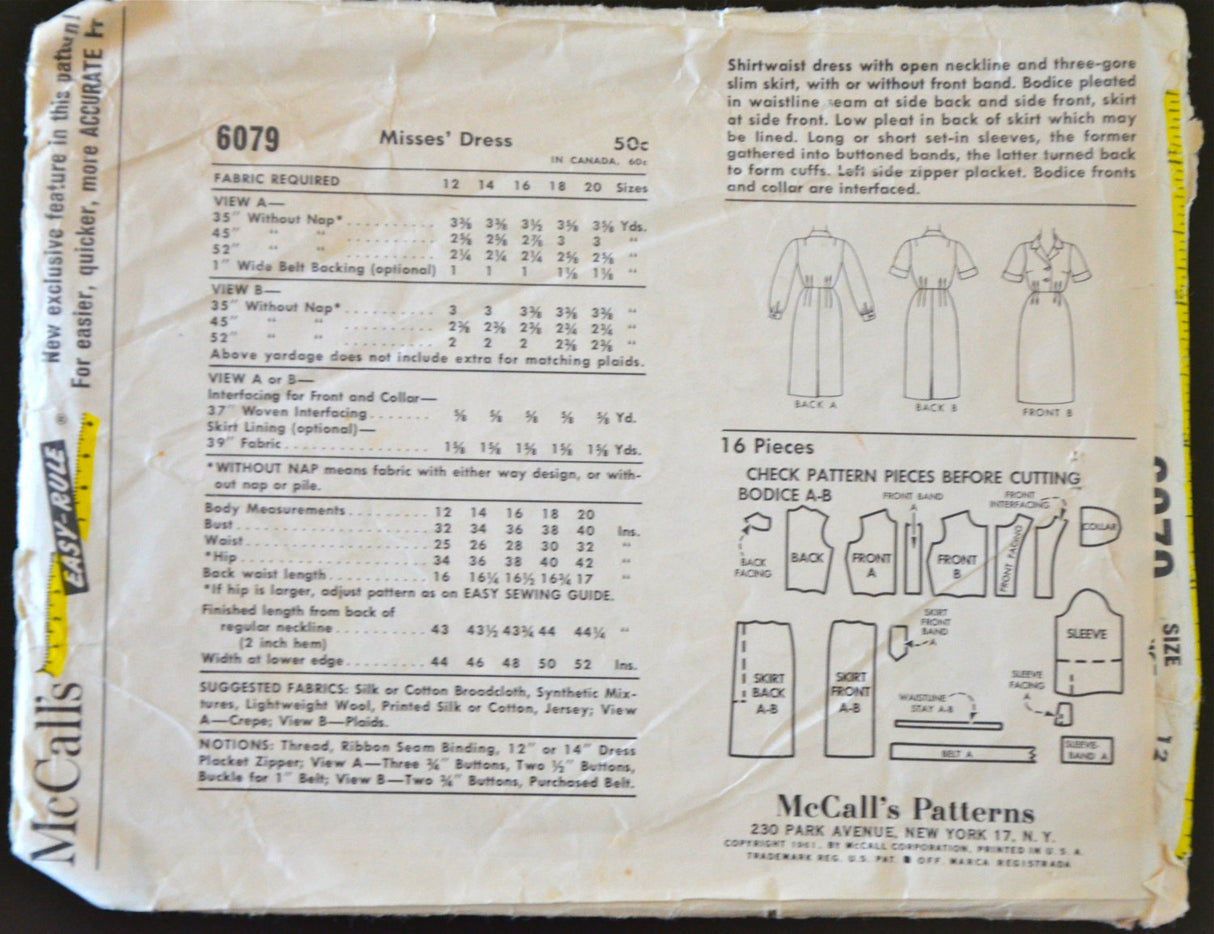 New exclusive feature in this pattern!
For easier, quicker, more ACCURATE
EASY-RULE ®
McCall's
6079 Misses' Dress 50c
IN CANADA, 60c
FABRIC REQUIRED 12 14 16 18 20 Sizes
VIEW A—
35" Without Nap* 3⅜ 3⅜ 3½ 3⅝ 3⅝ Yds.
45" " " 2⅝ 2⅝ 2⅞ 3 3 "
52" " " 2¼ 2¼ 2¼ 2⅝ 2⅝ "
1" Wide Belt Backing (optional) 1 1 1 1⅛ 1⅛ "
VIEW B—
35" Without Nap* 3 3 3⅜ 3⅜ 3⅜ "
45" " " 2⅜ 2⅜ 2⅜ 2¾ 2¾ "
52" " " 2 2 2 2⅜ 2⅜ "
Above yardage does not include extra for matching plaids.
VIEW A or B—
Interfacing for Front and Collar—
37" Woven Interfacing ⅝ ⅝ ⅝ ⅝ ⅝ Yd.
Skirt Lining (optional)—
39" Fabric 1⅝ 1⅝ 1⅝ 1⅝ 1⅝ Yds.
*WITHOUT NAP means fabric with either way design, or with-
out nap or pile.
Body Measurements 12 14 16 18 20
Bust 32 34 36 38 40 Ins.
Waist 25 26 28 30 32 "
*Hip 34 36 38 40 42 "
Back waist length 16 16¼ 16½ 16¾ 17 "
*If hip is larger, adjust pattern as on EASY SEWING GUIDE.
Finished length from back of
regular neckline 43 43½ 43¾ 44 44¼ "
(2 inch hem)
Width at lower edge 44 46 48 50 52 Ins.
SUGGESTED FABRICS: Silk or Cotton Broadcloth, Synthetic Mix-
tures, Lightweight Wool, Printed Silk or Cotton, Jersey; View
A—Crepe; View B—Plaids.
NOTIONS: Thread, Ribbon Seam Binding, 12" or 14" Dress
Placket Zipper; View A—Three ¾" Buttons, Two ½" Buttons,
Buckle for 1" Belt; View B—Two ¾" Buttons, Purchased Belt.
Shirtwaist dress with open neckline and three-gore
slim skirt, with or without front band. Bodice pleated
in waistline seam at side back and side front, skirt
at side front. Low pleat in back of skirt which may
be lined. Long or short set-in sleeves, the former
gathered into buttoned bands, the latter turned back
to form cuffs. Left side zipper placket. Bodice fronts
and collar are interfaced.
BACK A
BACK B
FRONT B
16 Pieces
CHECK PATTERN PIECES BEFORE CUTTING
BODICE A-B
FRONT BAND
A
FRONT
INTERFACING
BACK
FACING
BACK
FRONT
A
FRONT
B
FRONT FACING
COLLAR
SKIRT
BACK
A-B
SKIRT
FRONT
A-B
SKIRT
FRONT
BAND
A
SLEEVE
SLEEVE
FACING
A
WAISTLINE
STAY A-B
BELT A
SLEEVE-
BAND A
McCall's Patterns
230 PARK AVENUE, NEW YORK 17, N. Y.
COPYRIGHT 1961, BY McCALL CORPORATION, PRINTED IN U. S. A.
TRADEMARK REG. U.S. PAT. & OFF. MARCA REGISTRADA
SIZE
12